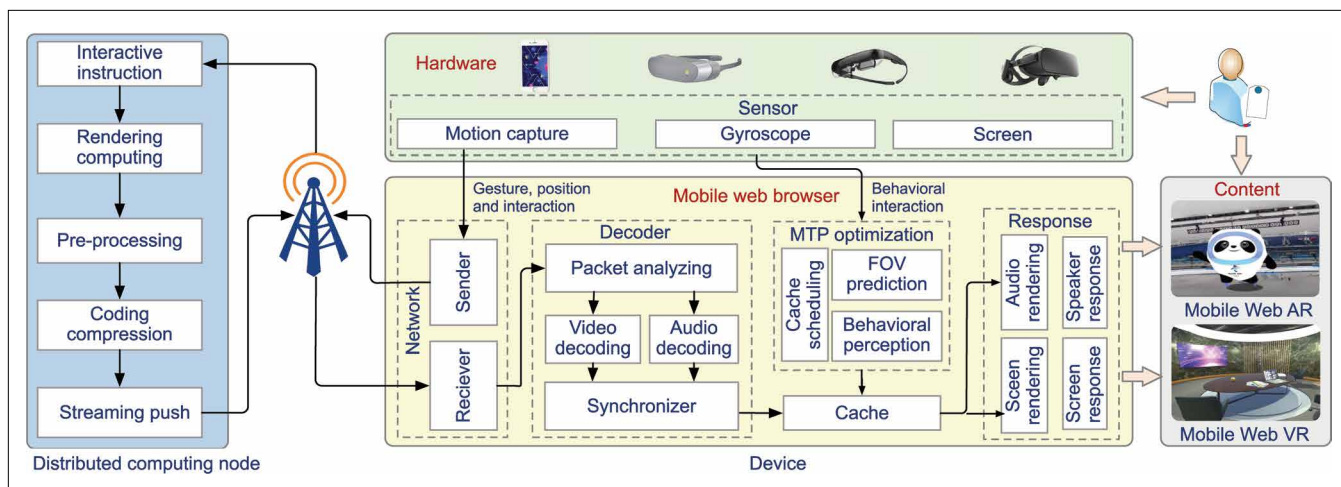 Interactive
instruction
Rendering
computing
Pre-processing
Coding
compression
Streaming push
Distributed computing node
Hardware
Sensor
Motion capture
Gyroscope
Screen
Gesture, position
and interaction
Mobile web browser
Behavioral
interaction
Network
Sender
Reciever
Decoder
Packet analyzing
Video
decoding
Audio
decoding
Synchronizer
MTP optimization
Cache
scheduling
FOV
prediction
Behavioral
perception
Cache
Response
Audio
rendering
Speaker
response
Sceen
rendering
Screen
response
Device
Content
Mobile Web AR
Mobile Web VR